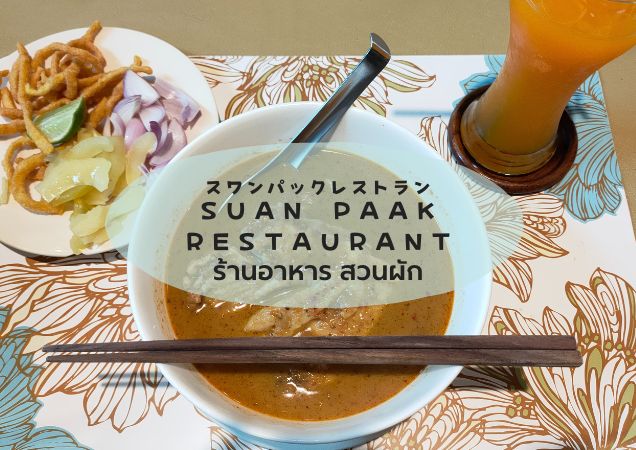 スワンパックレストラン
SUAN PAAK
RESTAURANT
ร้านอาหาร สวนผัก